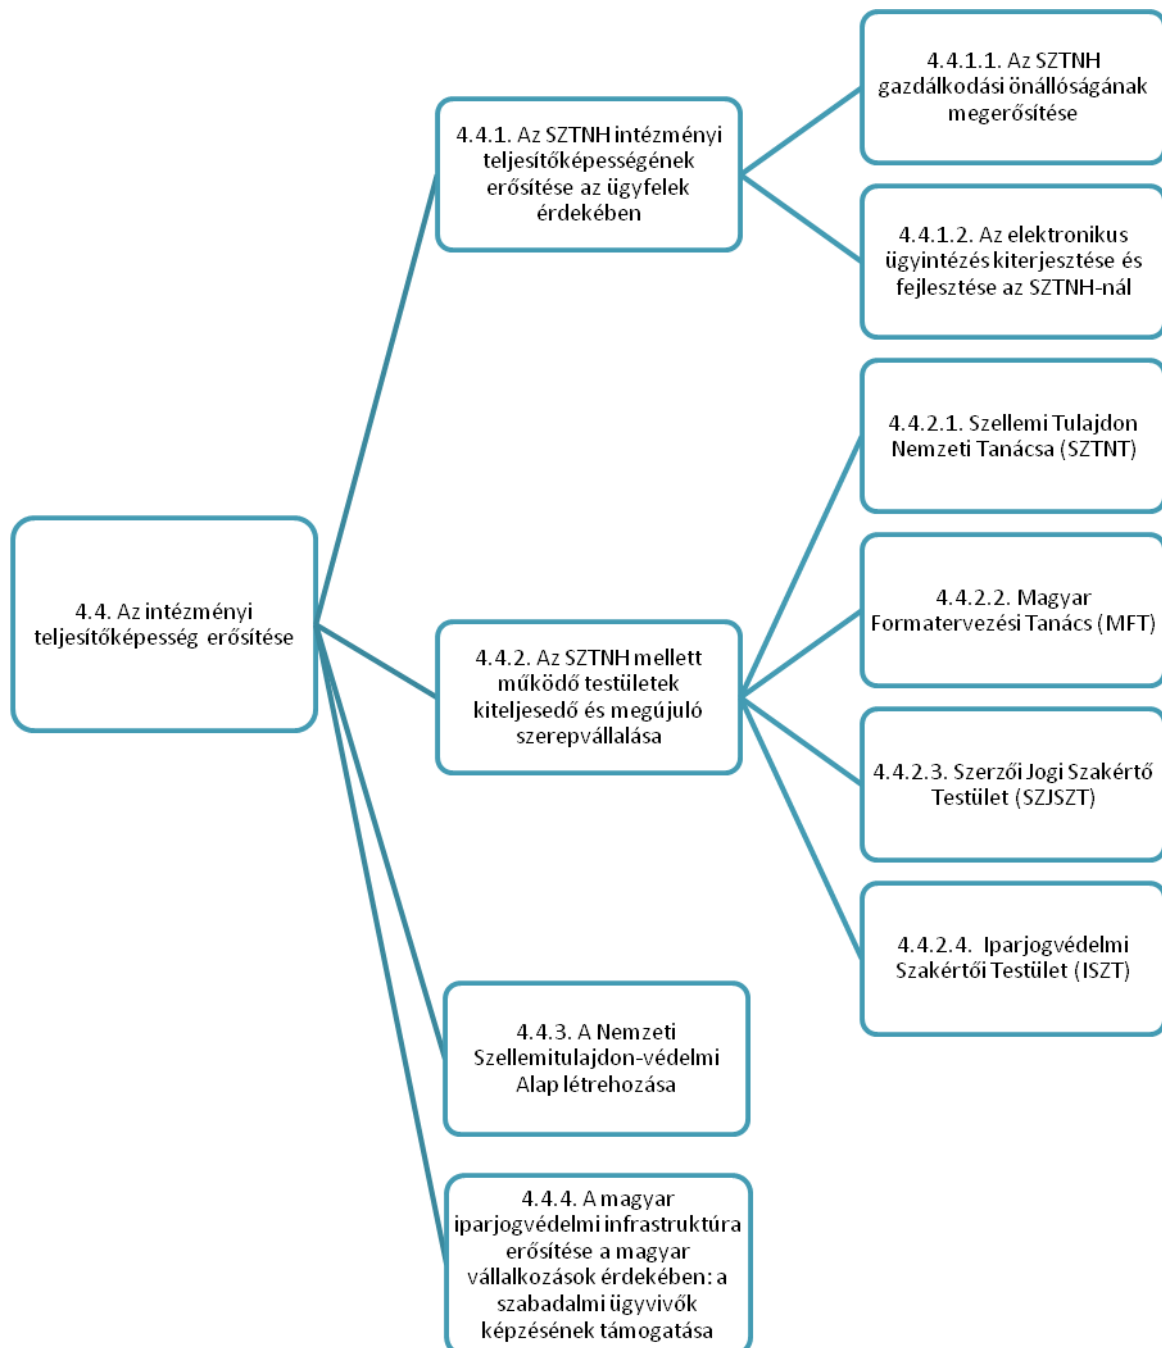 4.4. Az intézményi
teljesítőképesség erősítése
4.4.1. Az SZTNH intézményi
teljesítőképességének
erősítése az ügyfelek
érdekében
4.4.1.1. Az SZTNH
gazdálkodási önállóságának
megerősítése
4.4.1.2. Az elektronikus
ügyintézés kiterjesztése és
fejlesztése az SZTNH-nál
4.4.2. Az SZTNH mellett
működő testületek
kiteljesedő és megújuló
szerepvállalása
4.4.2.1. Szellemi Tulajdon
Nemzeti Tanácsa (SZTNT)
4.4.2.2. Magyar
Formatervezési Tanács (MFT)
4.4.2.3. Szerzői Jogi Szakértő
Testület (SZJSZT)
4.4.2.4. Iparjogvédelmi
Szakértői Testület (ISZT)
4.4.3. A Nemzeti
Szellemitulajdon-védelmi
Alap létrehozása
4.4.4. A magyar
iparjogvédelmi infrastruktúra
erősítése a magyar
vállalkozások érdekében: a
szabadalmi ügyvivők
képzésének támogatása